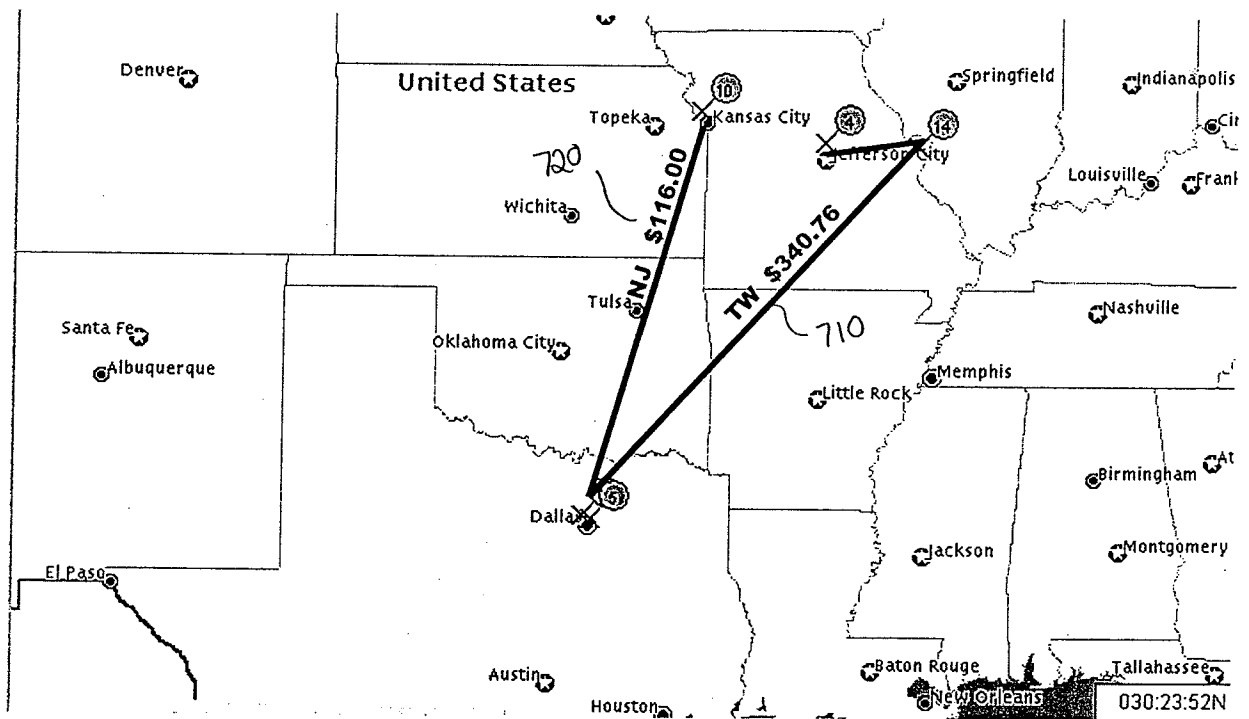 Denver
United States
Springfield
Indianapolis
10
Topeka
Kansas City
4
14
Jefferson City
Cir
720
$116.00
Louisville
Frank
Wichita
NJ
TW $340.76
Tulsa
710
Nashville
Santa Fe
Oklahoma City
Albuquerque
Memphis
Little Rock
At
Birmingham
5
Dallas
Jackson
Montgomery
El Paso
Austin
Baton Rouge
Tallahassee
Houston
New Orleans
030:23:52N